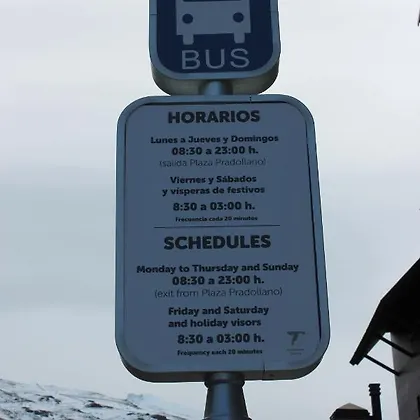 BUS
HORARIOS
Lunes a Jueves y Domingos
08:30 a 23:00 h.
(salida Plaza Pradollano)
Viernes y Sábados
y vísperas de festivos
8:30 a 03:00 h.
Frecuencia cada 20 minutos
SCHEDULES
Monday to Thursday and Sunday
08:30 a 23:00 h.
(exit from Plaza Pradollano)
Friday and Saturday
and holiday visors
8:30 a 03:00 h.
Frequency each 20 minutes